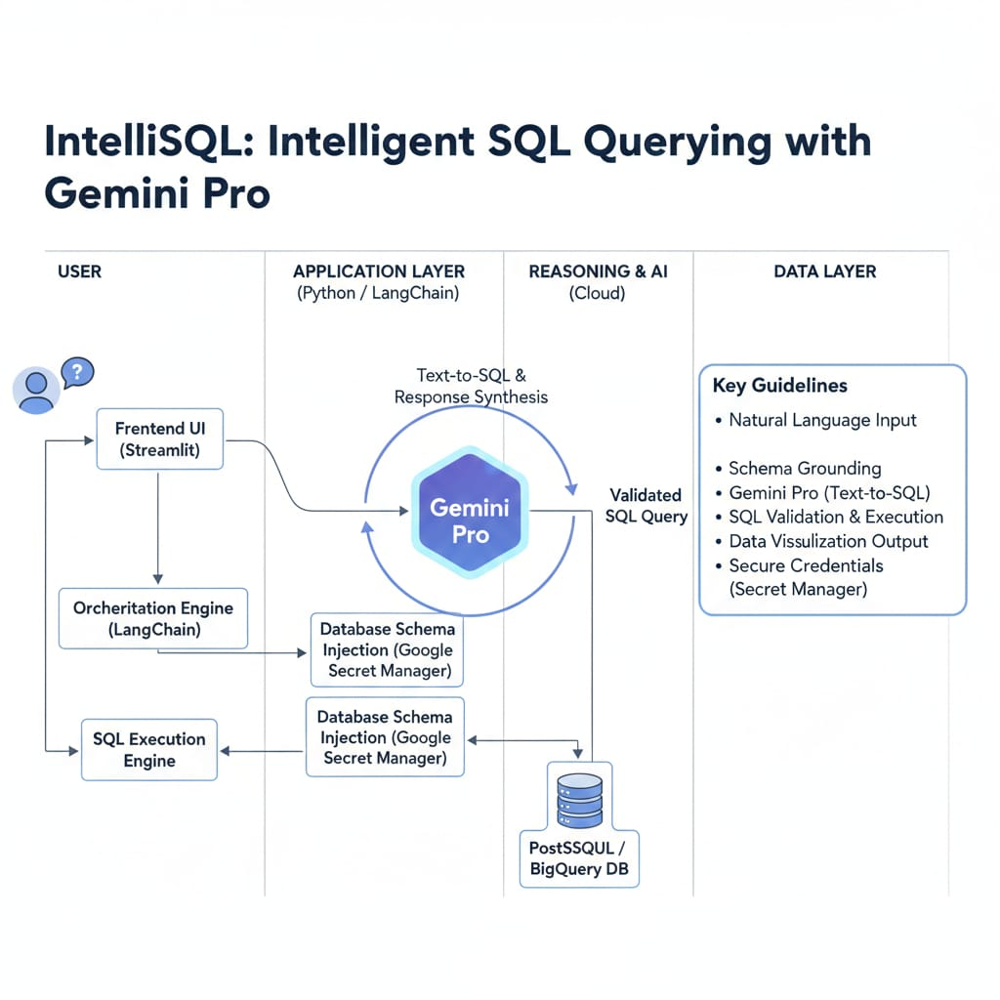 IntelliSQL: Intelligent SQL Querying with
Gemini Pro
USER
APPLICATION LAYER
(Python / LangChain)
REASONING & AI
(Cloud)
DATA LAYER
?
Text-to-SQL &
Response Synthesis
Frentend UI
(Streamlit)
Gemini
Pro
Validated
SQL Query
Key Guidelines
• Natural Language Input
• Schema Grounding
• Gemini Pro (Text-to-SQL)
• SQL Validation & Execution
• Data Vissulization Output
• Secure Credentials
(Secret Manager)
Orcheritation Engine
(LangChain)
Database Schema
Injection (Google
Secret Manager)
Database Schema
Injection (Google
Secret Manager)
SQL Execution
Engine
PostSSQUL /
BigQuery DB